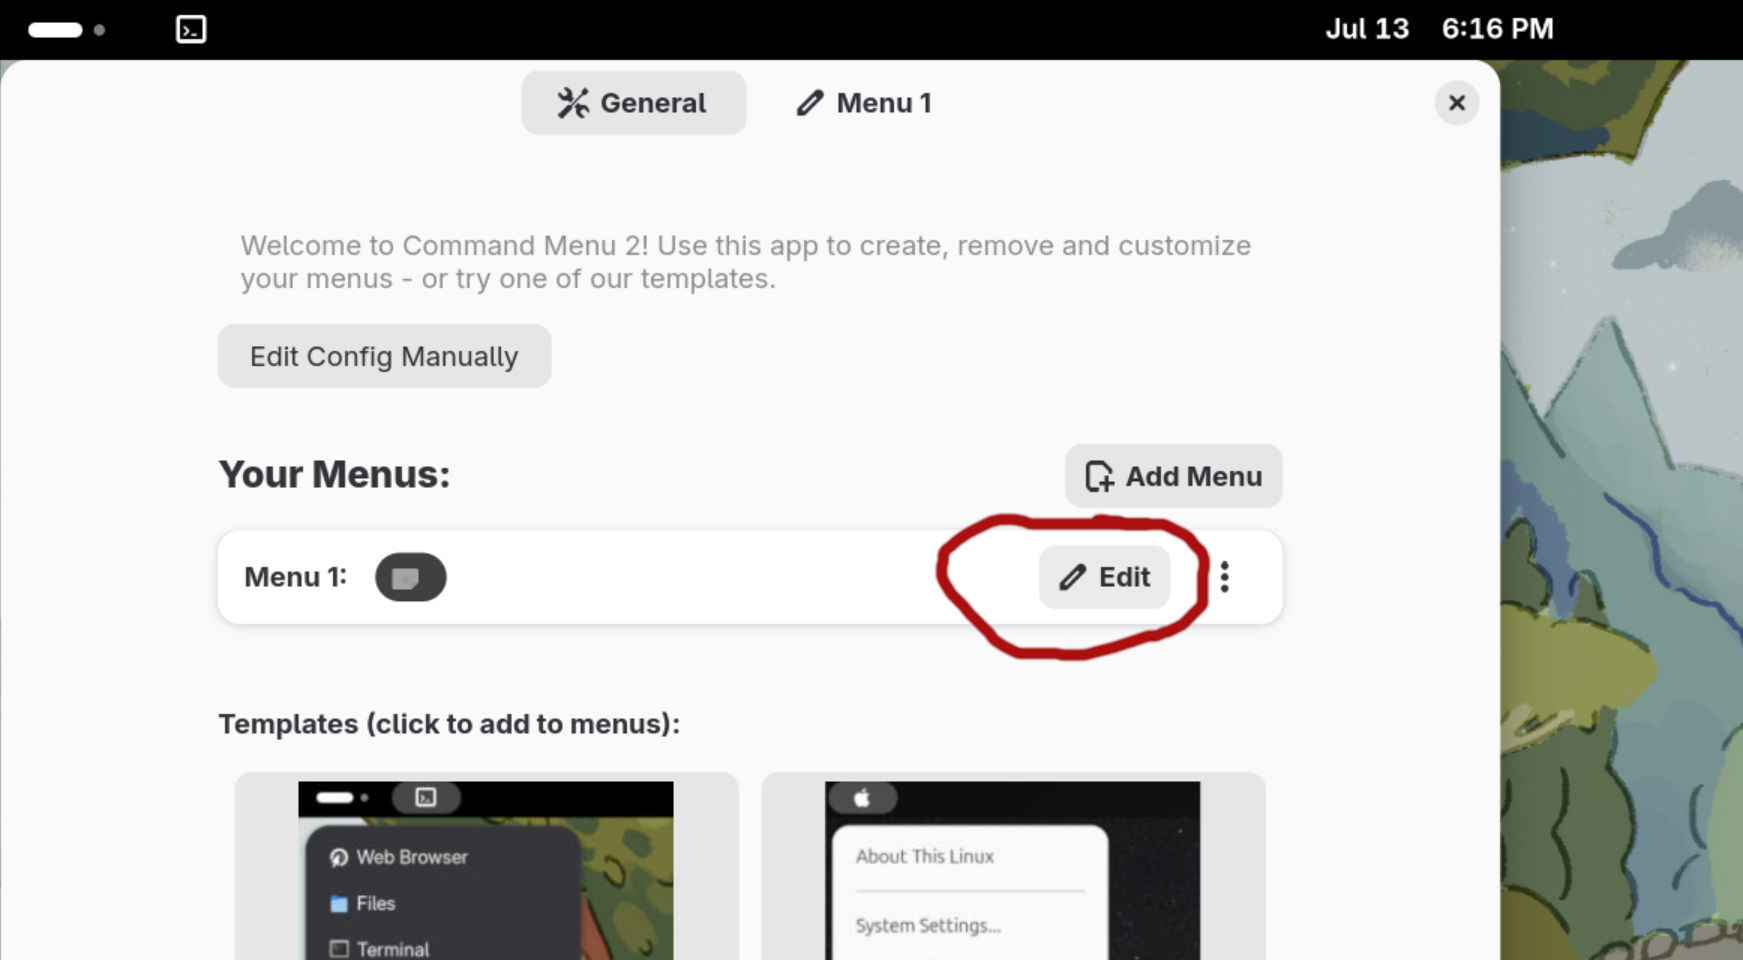 Jul 13 6:16 PM
General Menu 1
Welcome to Command Menu 2! Use this app to create, remove and customize
your menus - or try one of our templates.
Edit Config Manually
Your Menus: Add Menu
Menu 1: Edit
Templates (click to add to menus):
Web Browser
Files
Terminal
About This Linux
System Settings...